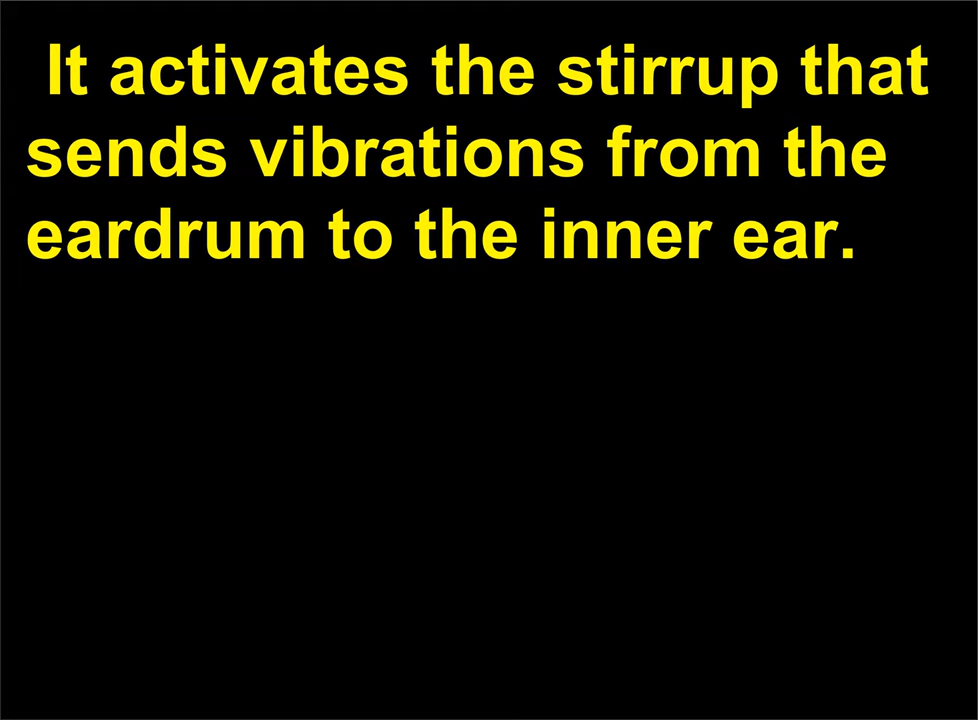 It activates the stirrup that
sends vibrations from the
eardrum to the inner ear.